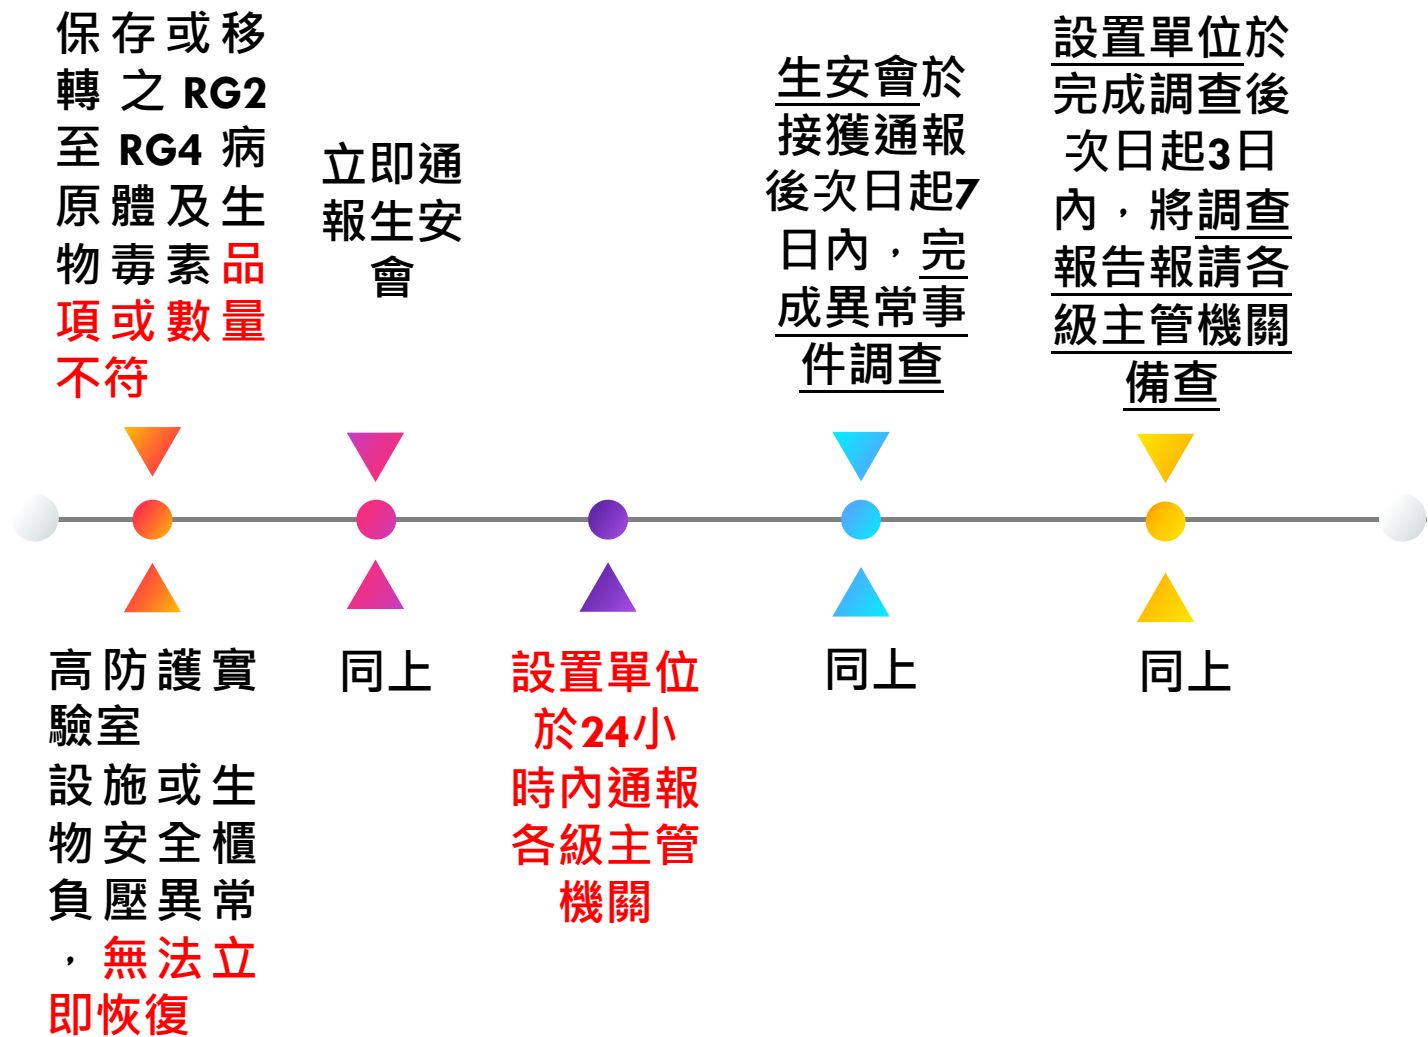 保存或移
轉之RG2
至RG4病
原體及生
物毒素品
項或數量
不符
立即通
報生安
會
生安會於
接獲通報
後次日起7
日內，完
成異常事
件調查
設置單位於
完成調查後
次日起3日
內，將調查
報告報請各
級主管機關
備查
高防護實
驗室
設施或生
物安全櫃
負壓異常
，無法立
即恢復
同上
設置單位
於24小
時內通報
各級主管
機關
同上
同上